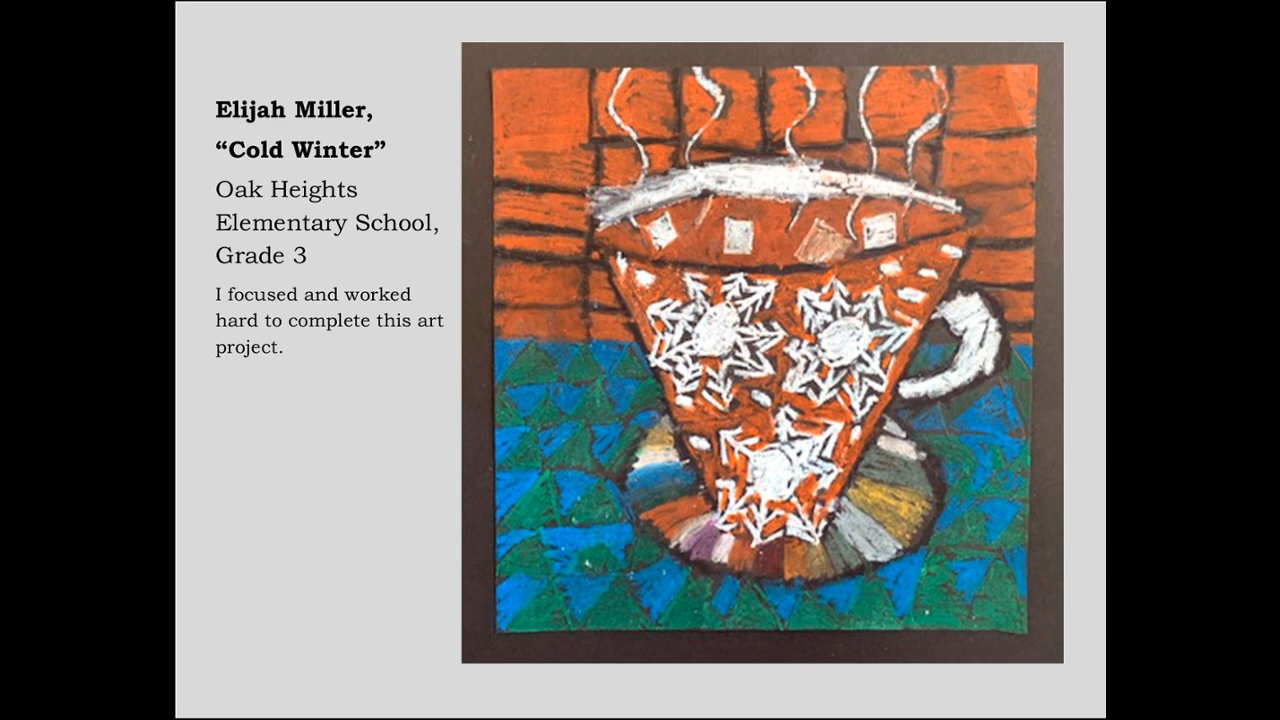 Elijah Miller,
“Cold Winter”
Oak Heights
Elementary School,
Grade 3
I focused and worked
hard to complete this art
project.